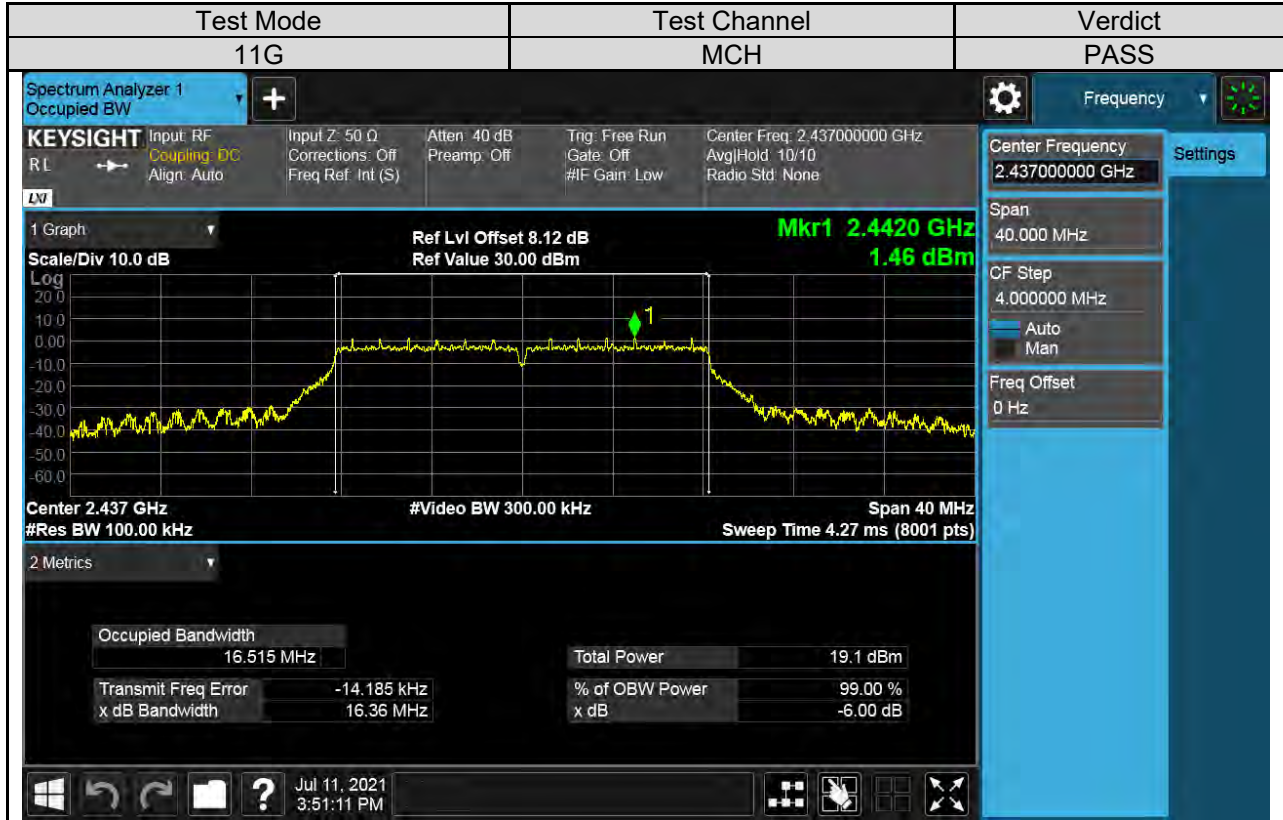 Test Mode Test Channel Verdict
11G MCH PASS
Spectrum Analyzer 1
Occupied BW
Frequency
KEYSIGHT Input: RF Input Z: 50 Ω Atten: 40 dB Trig: Free Run Center Freq: 2.437000000 GHz
RL Coupling: DC Corrections: Off Preamp: Off Gate: Off Avg|Hold: 10/10
Align: Auto Freq Ref: Int (S) #IF Gain: Low Radio Std: None
LXI
Center Frequency
2.437000000 GHz
Settings
Span
40.000 MHz
CF Step
4.000000 MHz
Auto
Man
Freq Offset
0 Hz
1 Graph
Ref Lvl Offset 8.12 dB
Mkr1 2.4420 GHz
Scale/Div 10.0 dB Ref Value 30.00 dBm 1.46 dBm
Log
20.0
10.0
0.00
-10.0
-20.0
-30.0
-40.0
-50.0
-60.0
1
Center 2.437 GHz #Video BW 300.00 kHz Span 40 MHz
#Res BW 100.00 kHz Sweep Time 4.27 ms (8001 pts)
2 Metrics
Occupied Bandwidth
16.515 MHz Total Power 19.1 dBm
Transmit Freq Error -14.185 kHz % of OBW Power 99.00 %
x dB Bandwidth 16.36 MHz x dB -6.00 dB
?
Jul 11, 2021
3:51:11 PM